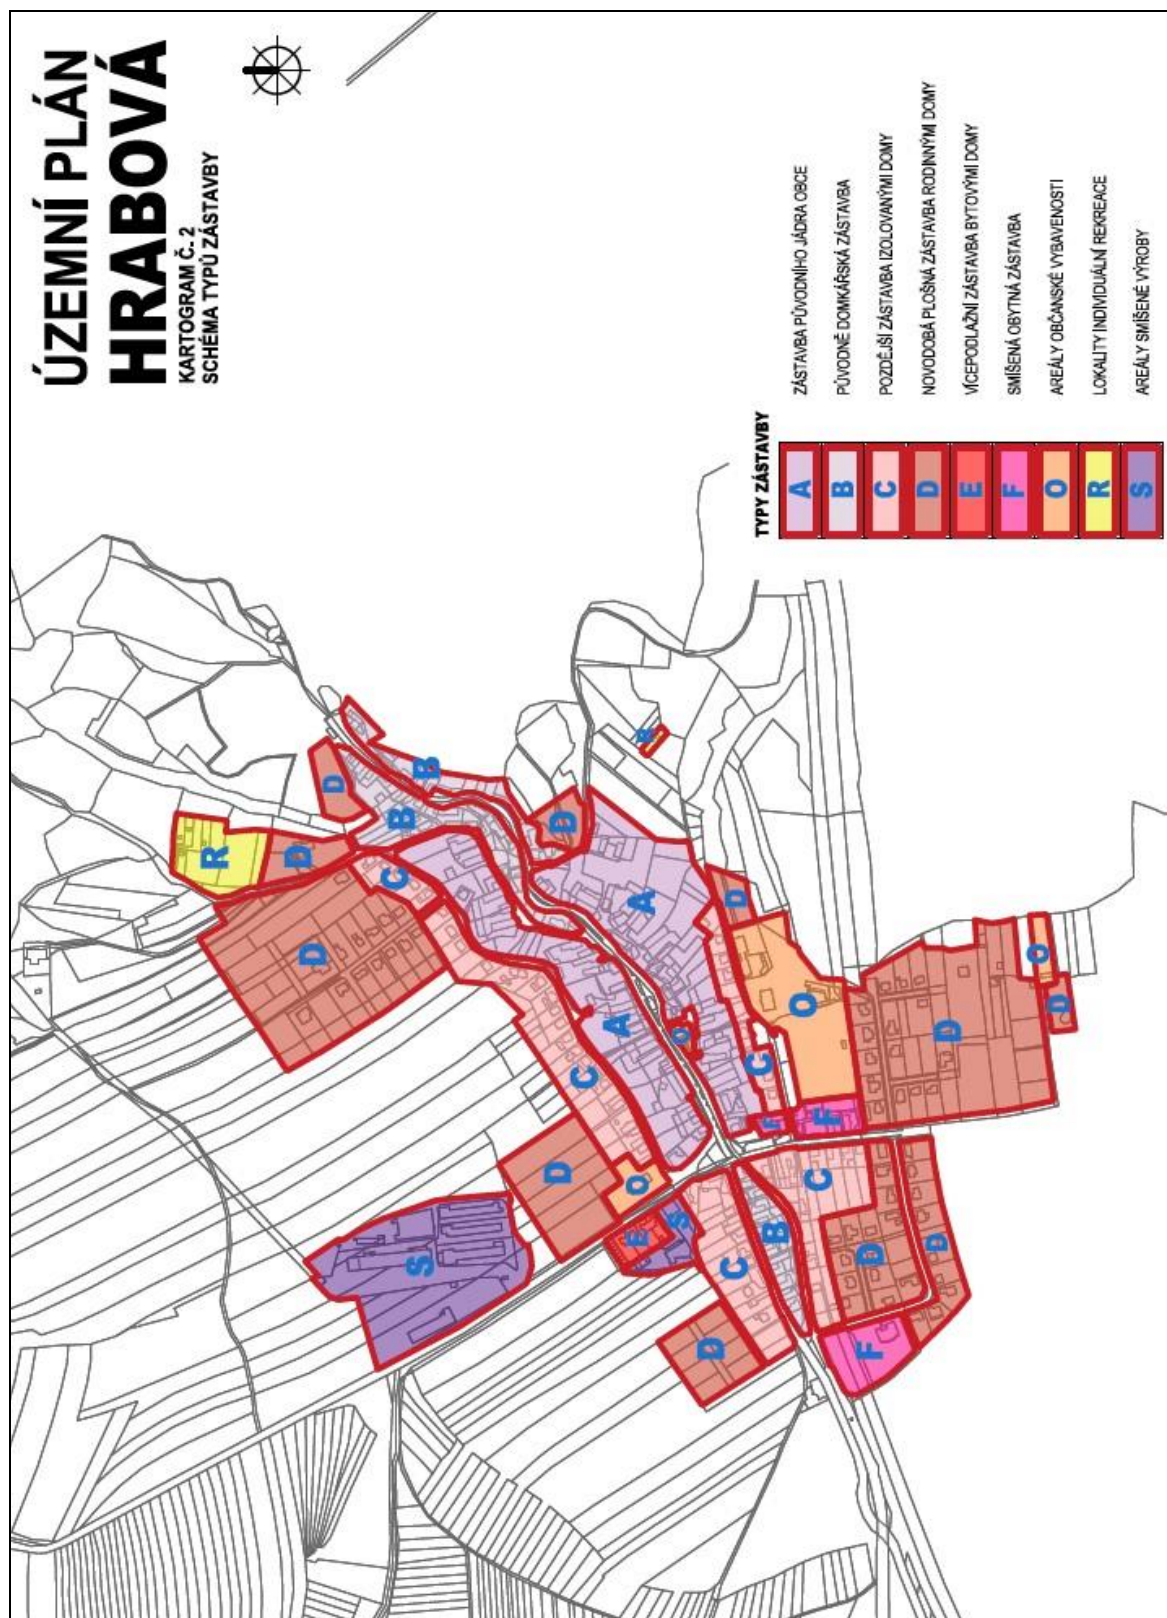 ÚZEMNÍ PLÁN
HRABOVÁ
KARTOGRAM Č. 2
SCHÉMA TYPŮ ZÁSTAVBY
TYPY ZÁSTAVBY
A ZÁSTAVBA PŮVODNÍHO JÁDRA OBCE
B PŮVODNĚ DOMKÁŘSKÁ ZÁSTAVBA
C POZDĚJŠÍ ZÁSTAVBA IZOLOVANÝMI DOMY
D NOVODOBÁ PLOŠNÁ ZÁSTAVBA RODINNÝMI DOMY
E VÍCEPODLAŽNÍ ZÁSTAVBA BYTOVÝMI DOMY
F SMÍŠENÁ OBYTNÁ ZÁSTAVBA
O AREÁLY OBČANSKÉ VYBAVENOSTI
R LOKALITY INDIVIDUÁLNÍ REKREACE
S AREÁLY SMÍŠENÉ VÝROBY
R
D
D
D
C
B
B
S
D
D
C
A
E
O
A
R
S
O
D
C
D
C
B
F
O
C
F
F
D
D
D
O
D